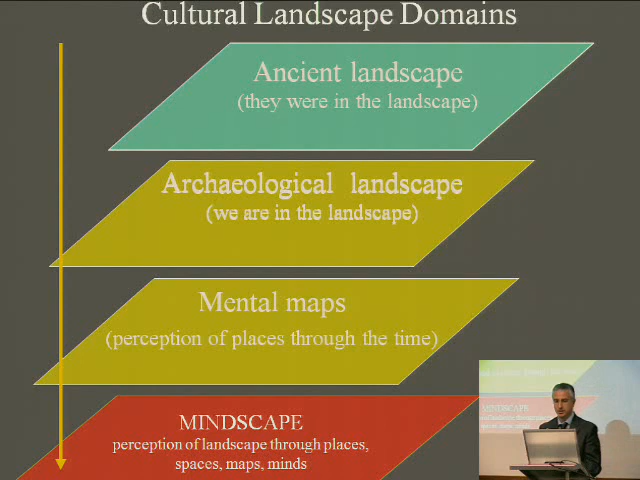 Cultural Landscape Domains
Ancient landscape
(they were in the landscape)
Archaeological landscape
(we are in the landscape)
Mental maps
(perception of places through the time)
MINDSCAPE
perception of landscape through places,
spaces, maps, minds
MINDSCAPE